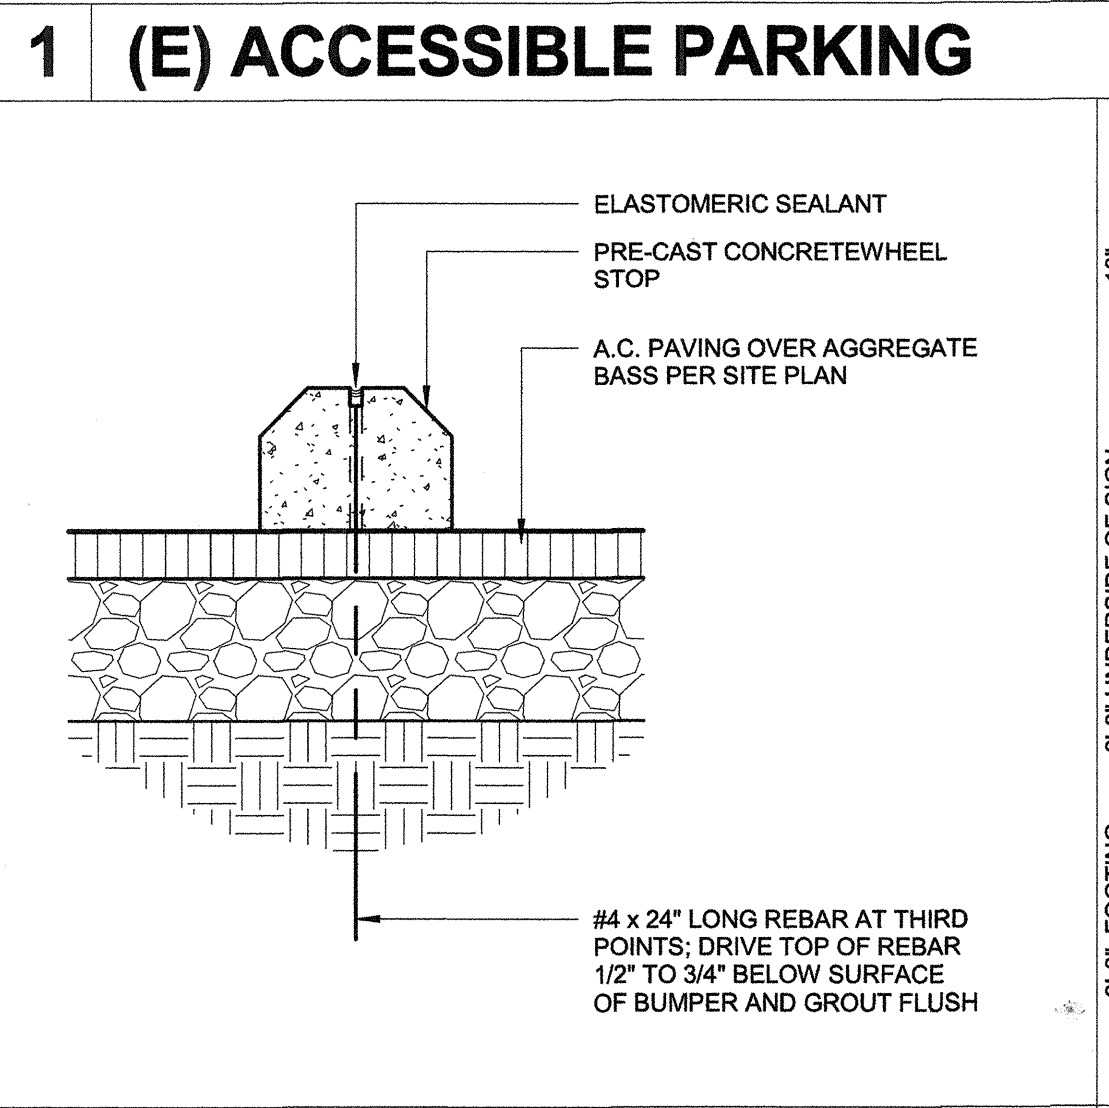 1 (E) ACCESSIBLE PARKING
ELASTOMERIC SEALANT
PRE-CAST CONCRETEWHEEL
STOP
A.C. PAVING OVER AGGREGATE
BASS PER SITE PLAN
#4 x 24" LONG REBAR AT THIRD
POINTS; DRIVE TOP OF REBAR
1/2" TO 3/4" BELOW SURFACE
OF BUMPER AND GROUT FLUSH